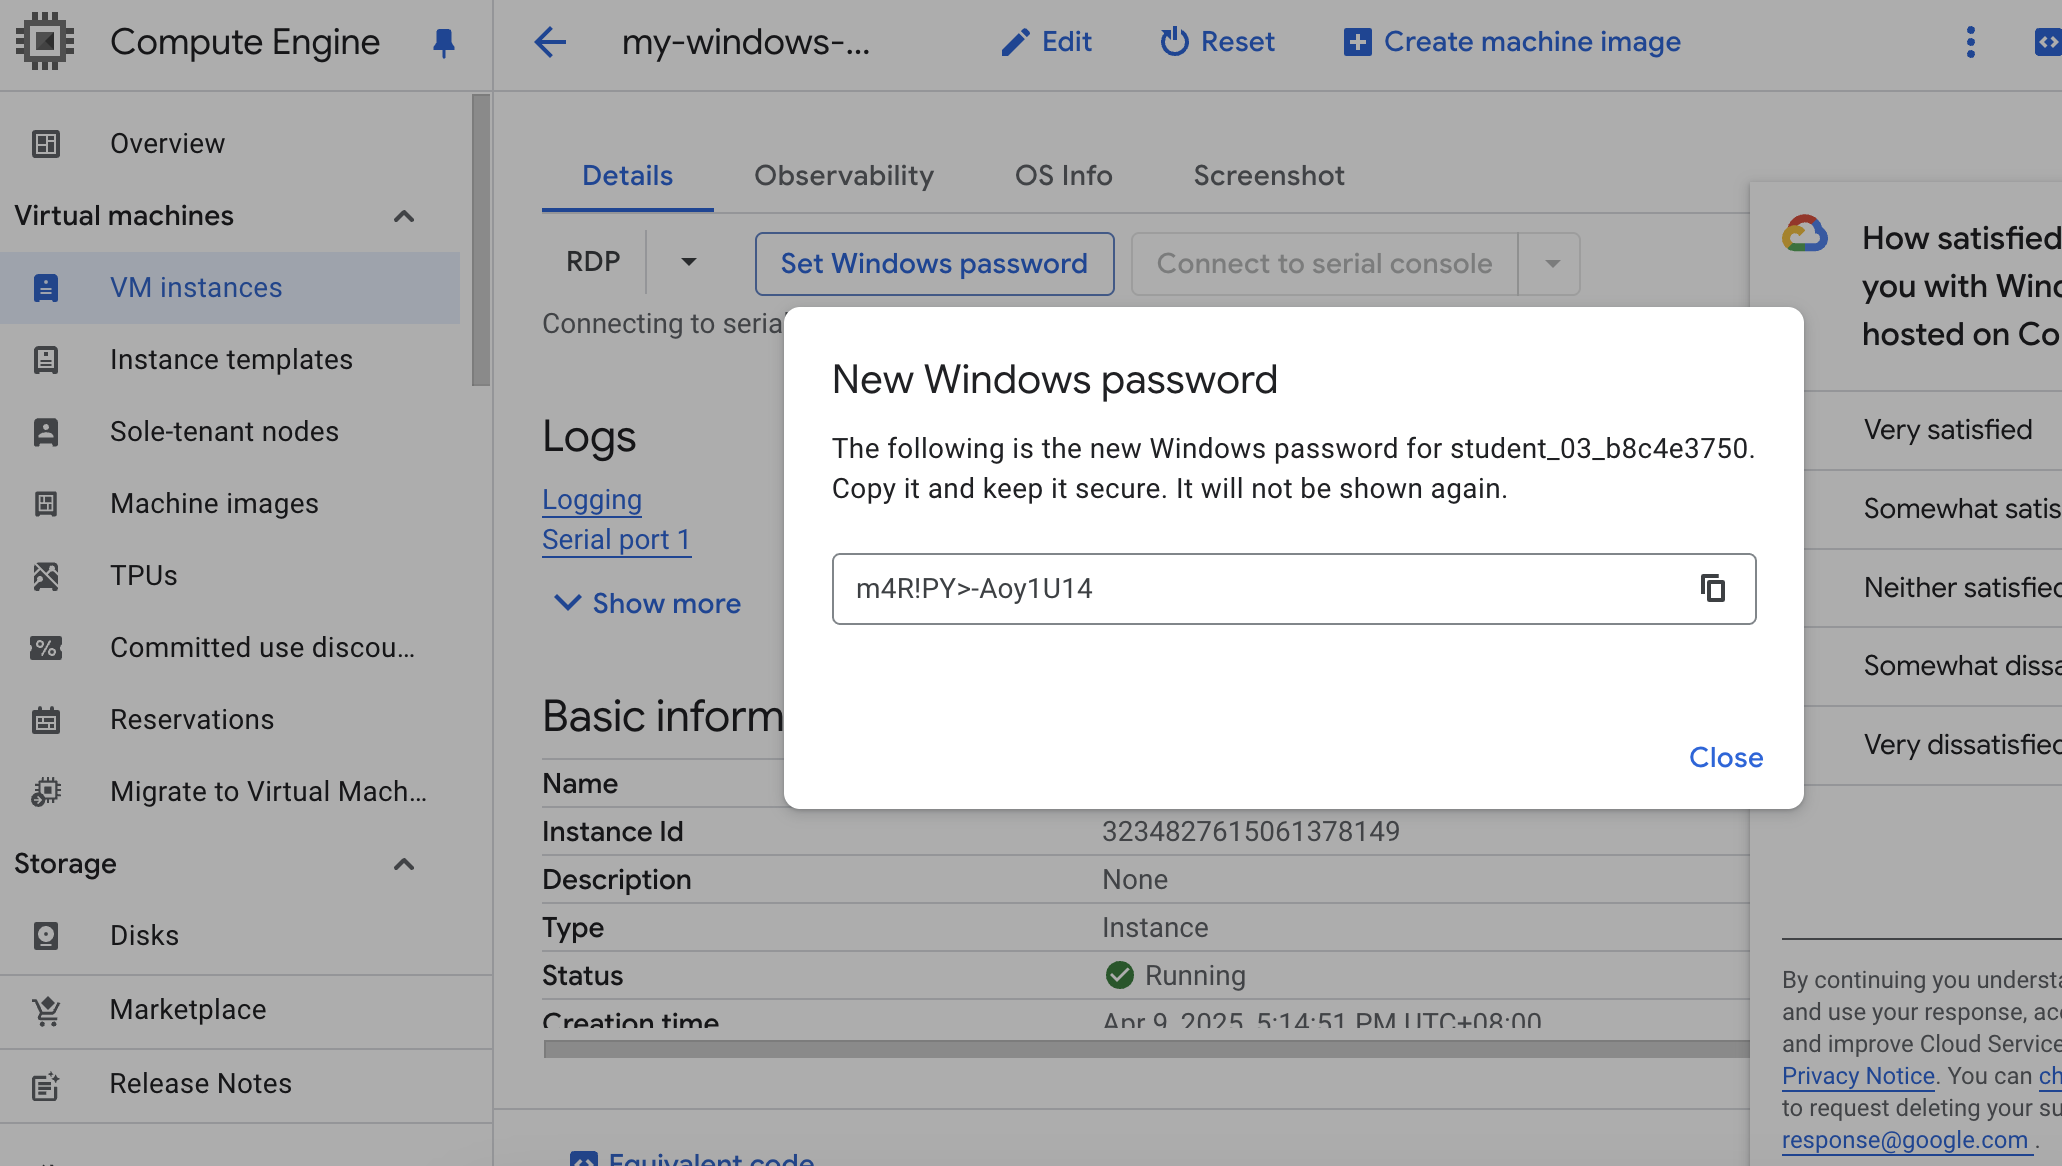 Compute Engine
my-windows-...
Edit
Reset
Create machine image
Overview
Virtual machines
VM instances
Instance templates
Sole-tenant nodes
Machine images
TPUs
Committed use discou...
Reservations
Migrate to Virtual Mach...
Storage
Disks
Marketplace
Release Notes
Details
Observability
OS Info
Screenshot
RDP
Set Windows password
Connect to serial console
Connecting to serial
Logs
Logging
Serial port 1
Show more
Basic inform
Name
Instance Id
3234827615061378149
Description
None
Type
Instance
Status
Running
Creation time
Apr 9, 2025, 5:14:51 PM UTC+08:00
Equivalent code
New Windows password
The following is the new Windows password for student_03_b8c4e3750.
Copy it and keep it secure. It will not be shown again.
m4R!PY>-Aoy1U14
Close
How satisfied
you with Wind
hosted on Co
Very satisfied
Somewhat satis
Neither satisfied
Somewhat dissa
Very dissatisfied
By continuing you understa
and use your response, acc
and improve Cloud Service
Privacy Notice. You can ch
to request deleting your su
response@google.com .